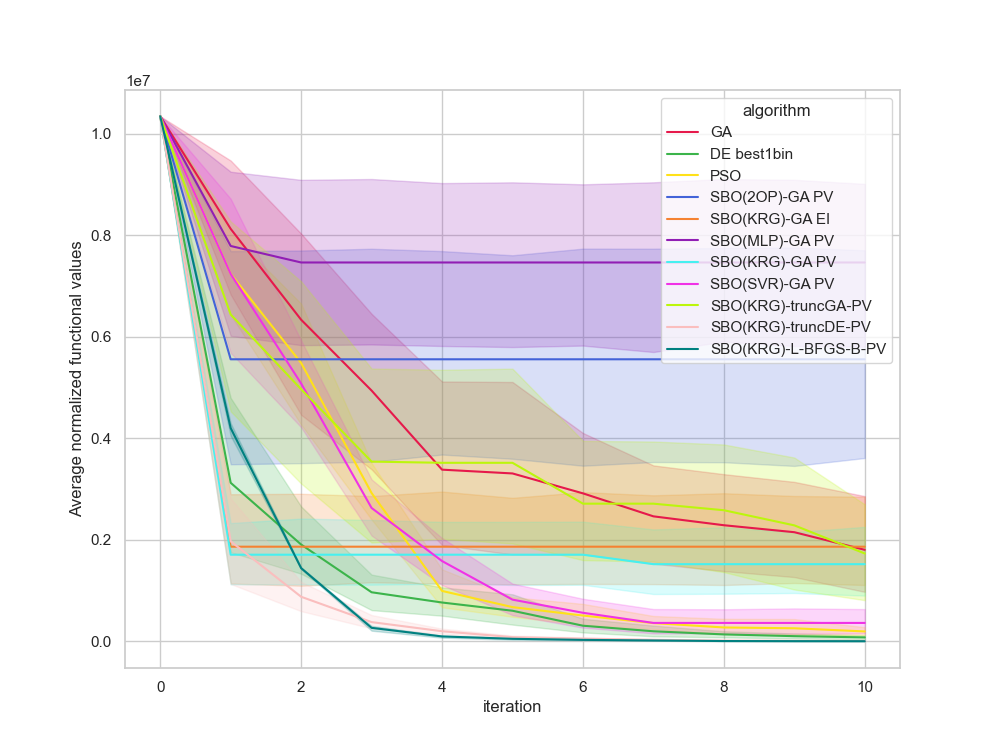 1e7
1.0
0.8
0.6
0.4
0.2
0.0
Average normalized functional values
0
2
4
6
8
10
iteration
algorithm
GA
DE best1bin
PSO
SBO(2OP)-GA PV
SBO(KRG)-GA EI
SBO(MLP)-GA PV
SBO(KRG)-GA PV
SBO(SVR)-GA PV
SBO(KRG)-truncGA-PV
SBO(KRG)-truncDE-PV
SBO(KRG)-L-BFGS-B-PV